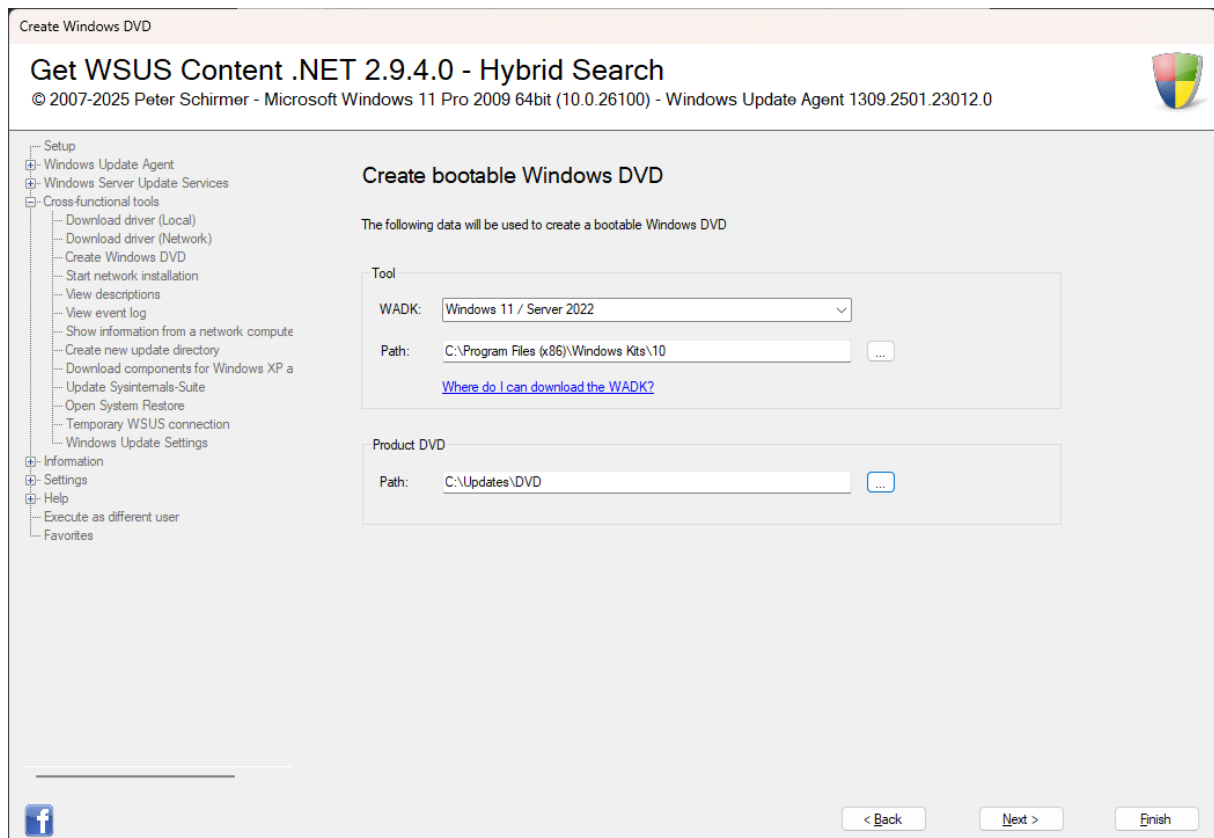 Create Windows DVD
Get WSUS Content .NET 2.9.4.0 - Hybrid Search
© 2007-2025 Peter Schirmer - Microsoft Windows 11 Pro 2009 64bit (10.0.26100) - Windows Update Agent 1309.2501.23012.0
Setup
Windows Update Agent
Windows Server Update Services
Cross-functional tools
Download driver (Local)
Download driver (Network)
Create Windows DVD
Start network installation
View descriptions
View event log
Show information from a network compute
Create new update directory
Download components for Windows XP a
Update Sysinternals-Suite
Open System Restore
Temporary WSUS connection
Windows Update Settings
Information
Settings
Help
Execute as different user
Favorites
Create bootable Windows DVD
The following data will be used to create a bootable Windows DVD
Tool
WADK: Windows 11 / Server 2022
Path: C:\Program Files (x86)\Windows Kits\10 ...
Where do I can download the WADK?
Product DVD
Path: C:\Updates\DVD ...
f
< Back Next > Finish